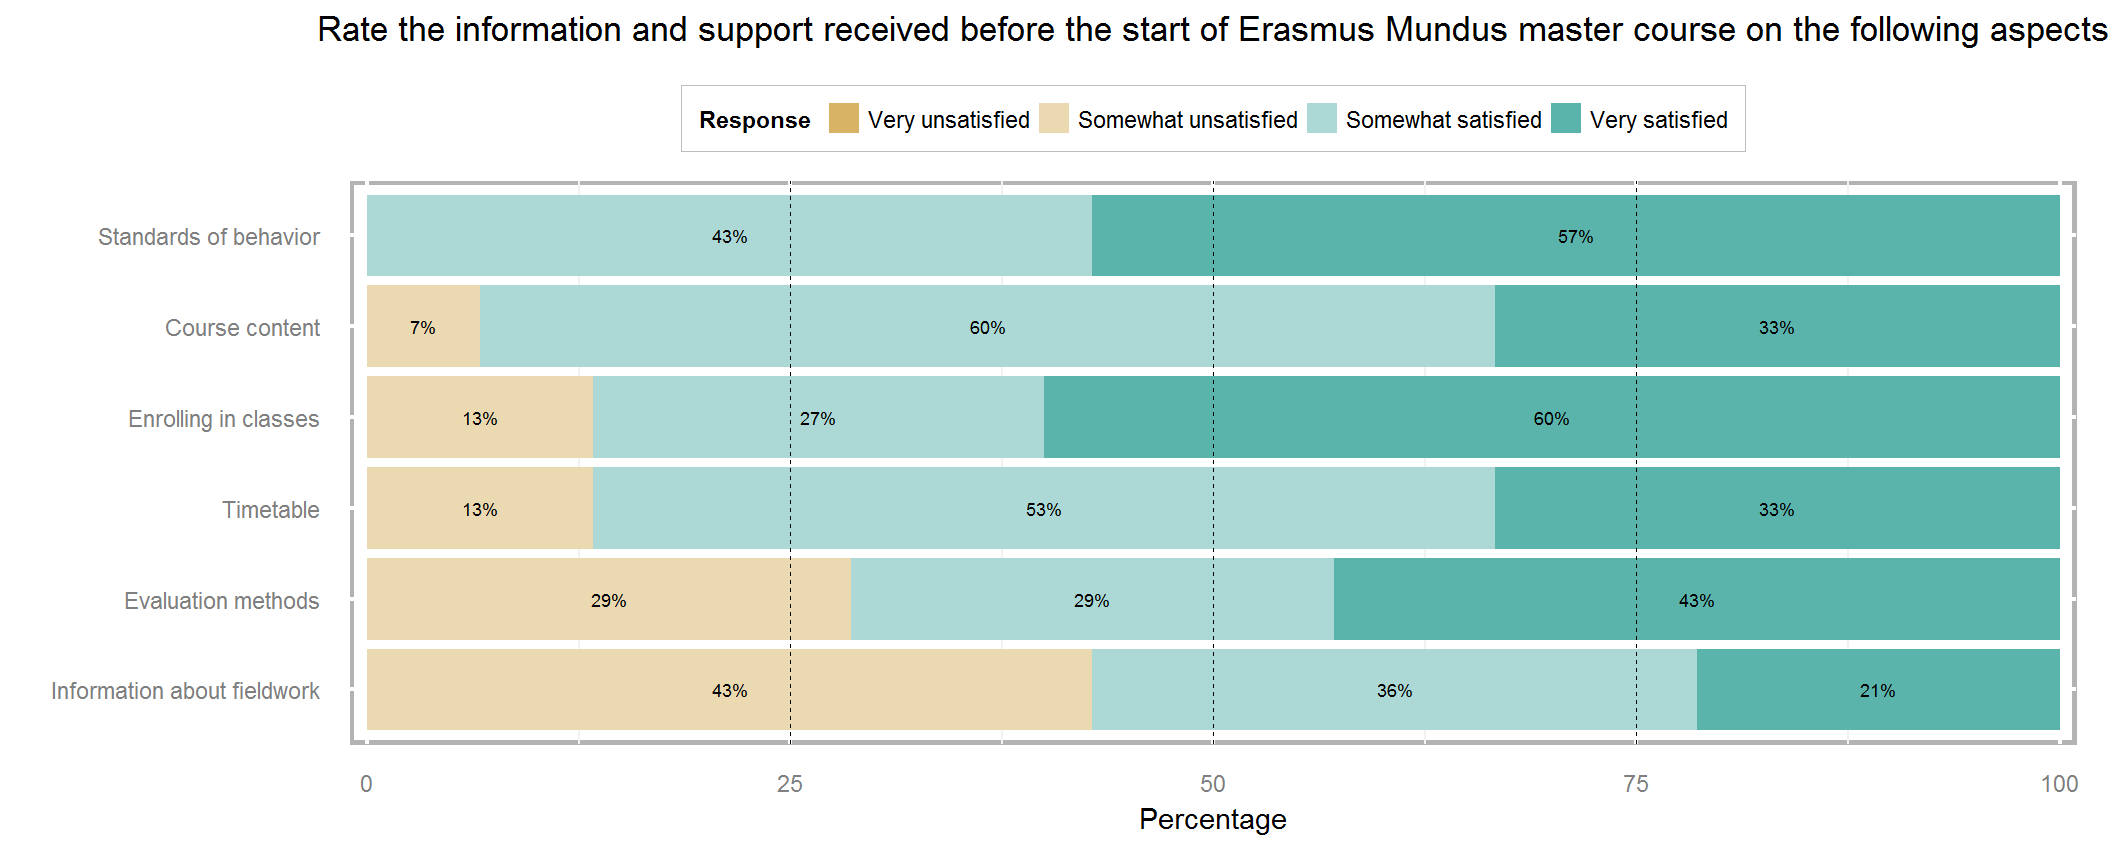 Rate the information and support received before the start of Erasmus Mundus master course on the following aspects
Response Very unsatisfied Somewhat unsatisfied Somewhat satisfied Very satisfied
Standards of behavior 43% 57%
Course content 7% 60% 33%
Enrolling in classes 13% 27% 60%
Timetable 13% 53% 33%
Evaluation methods 29% 29% 43%
Information about fieldwork 43% 36% 21%
0 25 50 75 100
Percentage